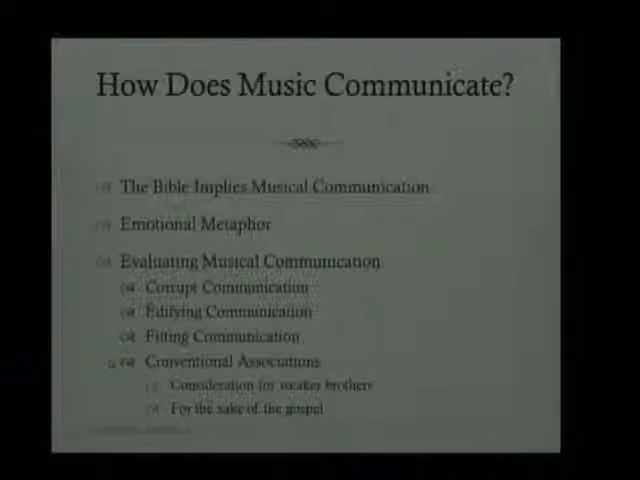 How Does Music Communicate?
The Bible Implies Musical Communication
Emotional Metaphor
Evaluating Musical Communication
Corrupt Communication
Edifying Communication
Fitting Communication
Conventional Associations
Consideration for weaker brothers
For the sake of the gospel